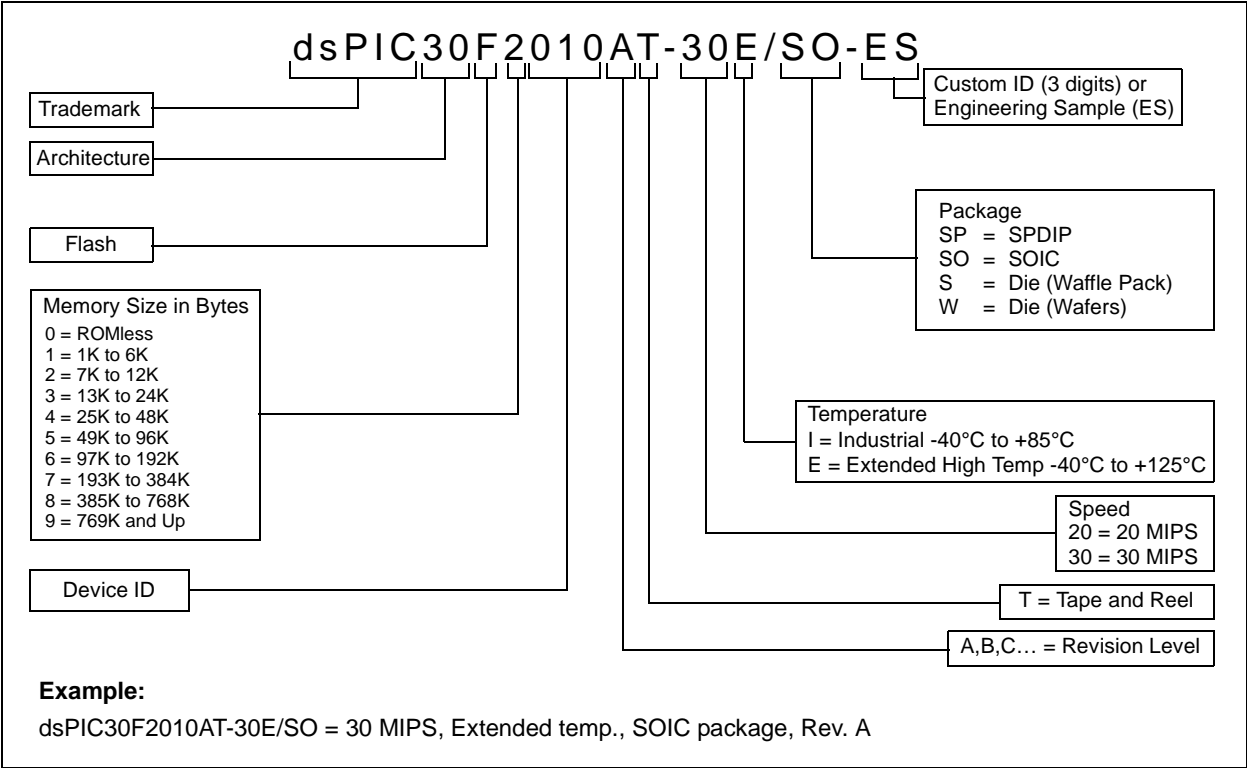 dsPIC30F2010AT-30E/SO-ES
Trademark
Architecture
Flash
Memory Size in Bytes
0 = ROMless
1 = 1K to 6K
2 = 7K to 12K
3 = 13K to 24K
4 = 25K to 48K
5 = 49K to 96K
6 = 97K to 192K
7 = 193K to 384K
8 = 385K to 768K
9 = 769K and Up
Device ID
Custom ID (3 digits) or
Engineering Sample (ES)
Package
SP = SPDIP
SO = SOIC
S = Die (Waffle Pack)
W = Die (Wafers)
Temperature
I = Industrial -40°C to +85°C
E = Extended High Temp -40°C to +125°C
Speed
20 = 20 MIPS
30 = 30 MIPS
T = Tape and Reel
A,B,C… = Revision Level
Example:
dsPIC30F2010AT-30E/SO = 30 MIPS, Extended temp., SOIC package, Rev. A